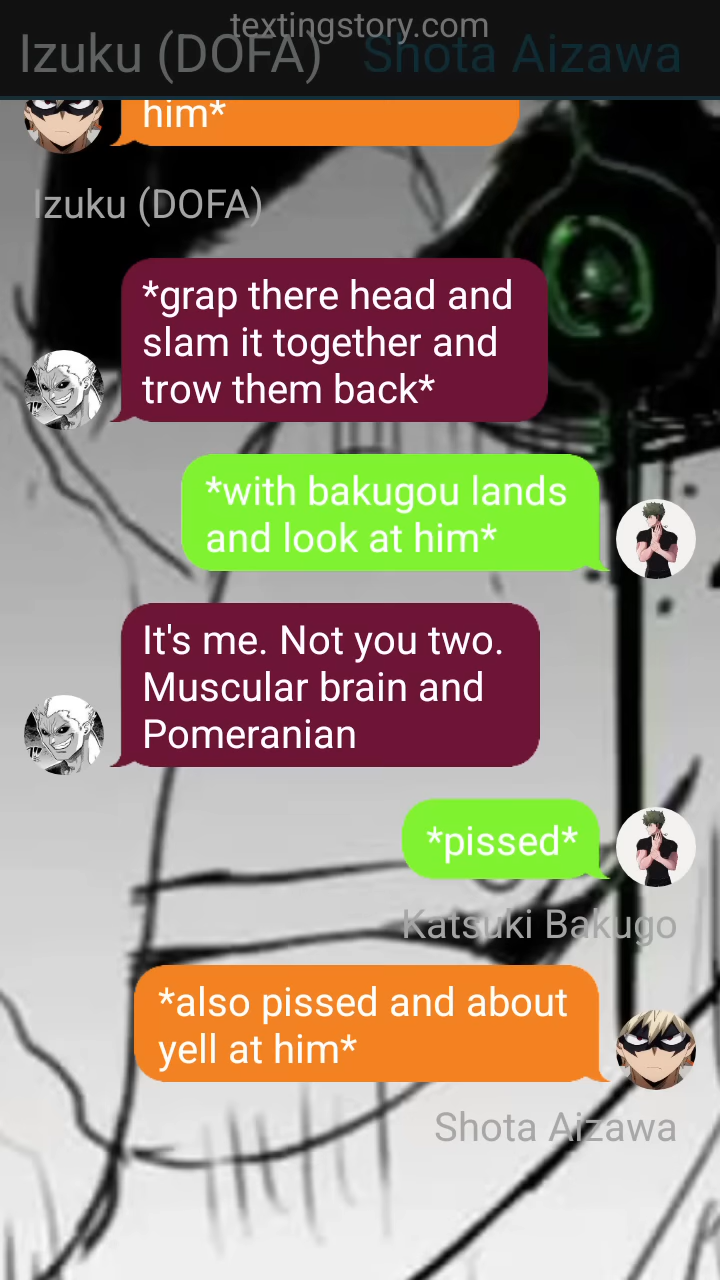 textingstory.com
Izuku (DOFA) Shota Aizawa
him*
Izuku (DOFA)
*grap there head and
slam it together and
trow them back*
*with bakugou lands
and look at him*
It's me. Not you two.
Muscular brain and
Pomeranian
*pissed*
Katsuki Bakugo
*also pissed and about
yell at him*
Shota Aizawa